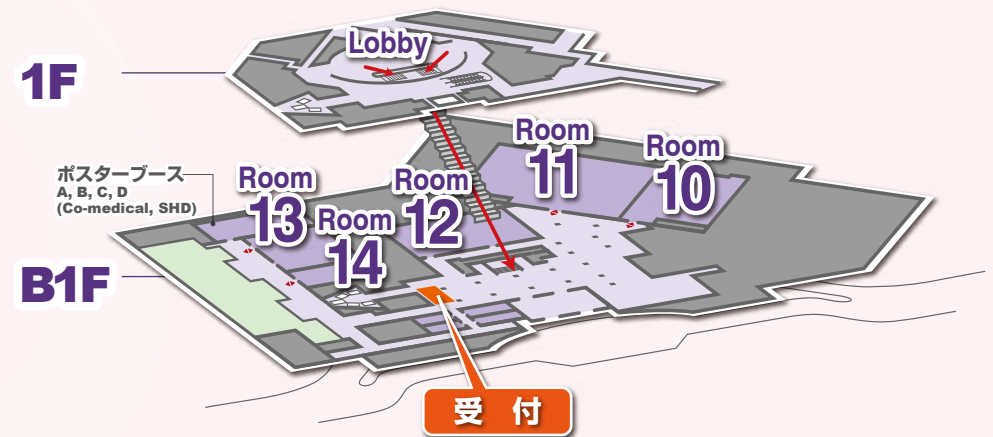 Lobby
1F
Room
11
Room
10
ポスターブース
A, B, C, D
(Co-medical, SHD)
Room
13
Room
12
Room
14
B1F
受 付